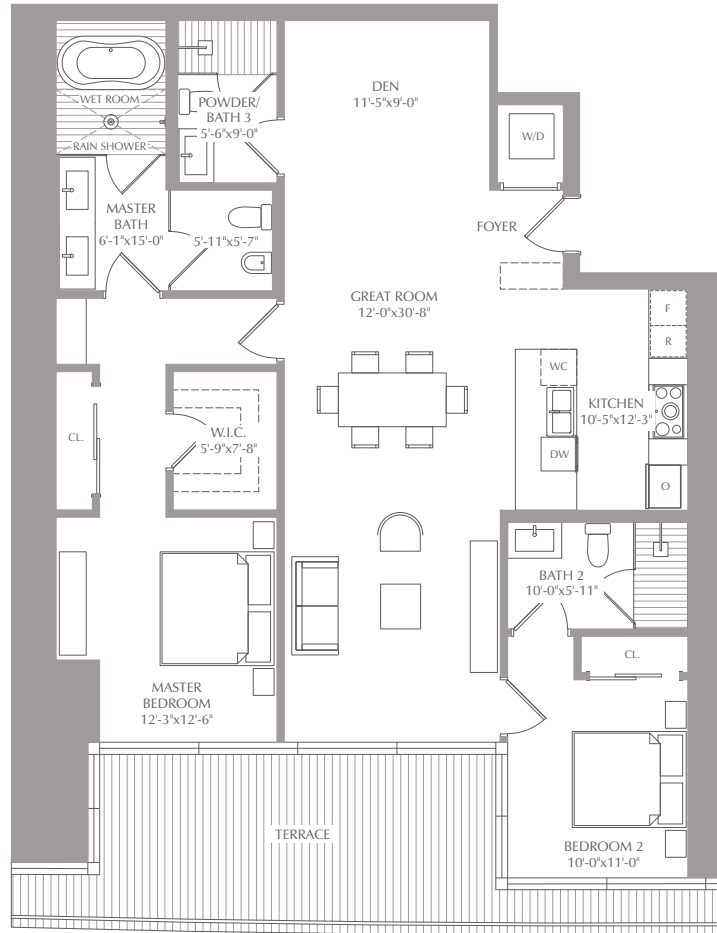 WET ROOM
RAIN SHOWER
POWDER/
BATH 3
5'-6"x9'-0"
DEN
11'-5"x9'-0"
W/D
MASTER
BATH
6'-1"x15'-0"
5'-11"x5'-7"
FOYER
GREAT ROOM
12'-0"x30'-8"
F
R
WC
KITCHEN
10'-5"x12'-3"
DW
O
CL.
W.I.C.
5'-9"x7'-8"
BATH 2
10'-0"x5'-11"
CL.
MASTER
BEDROOM
12'-3"x12'-6"
TERRACE
BEDROOM 2
10'-0"x11'-0"